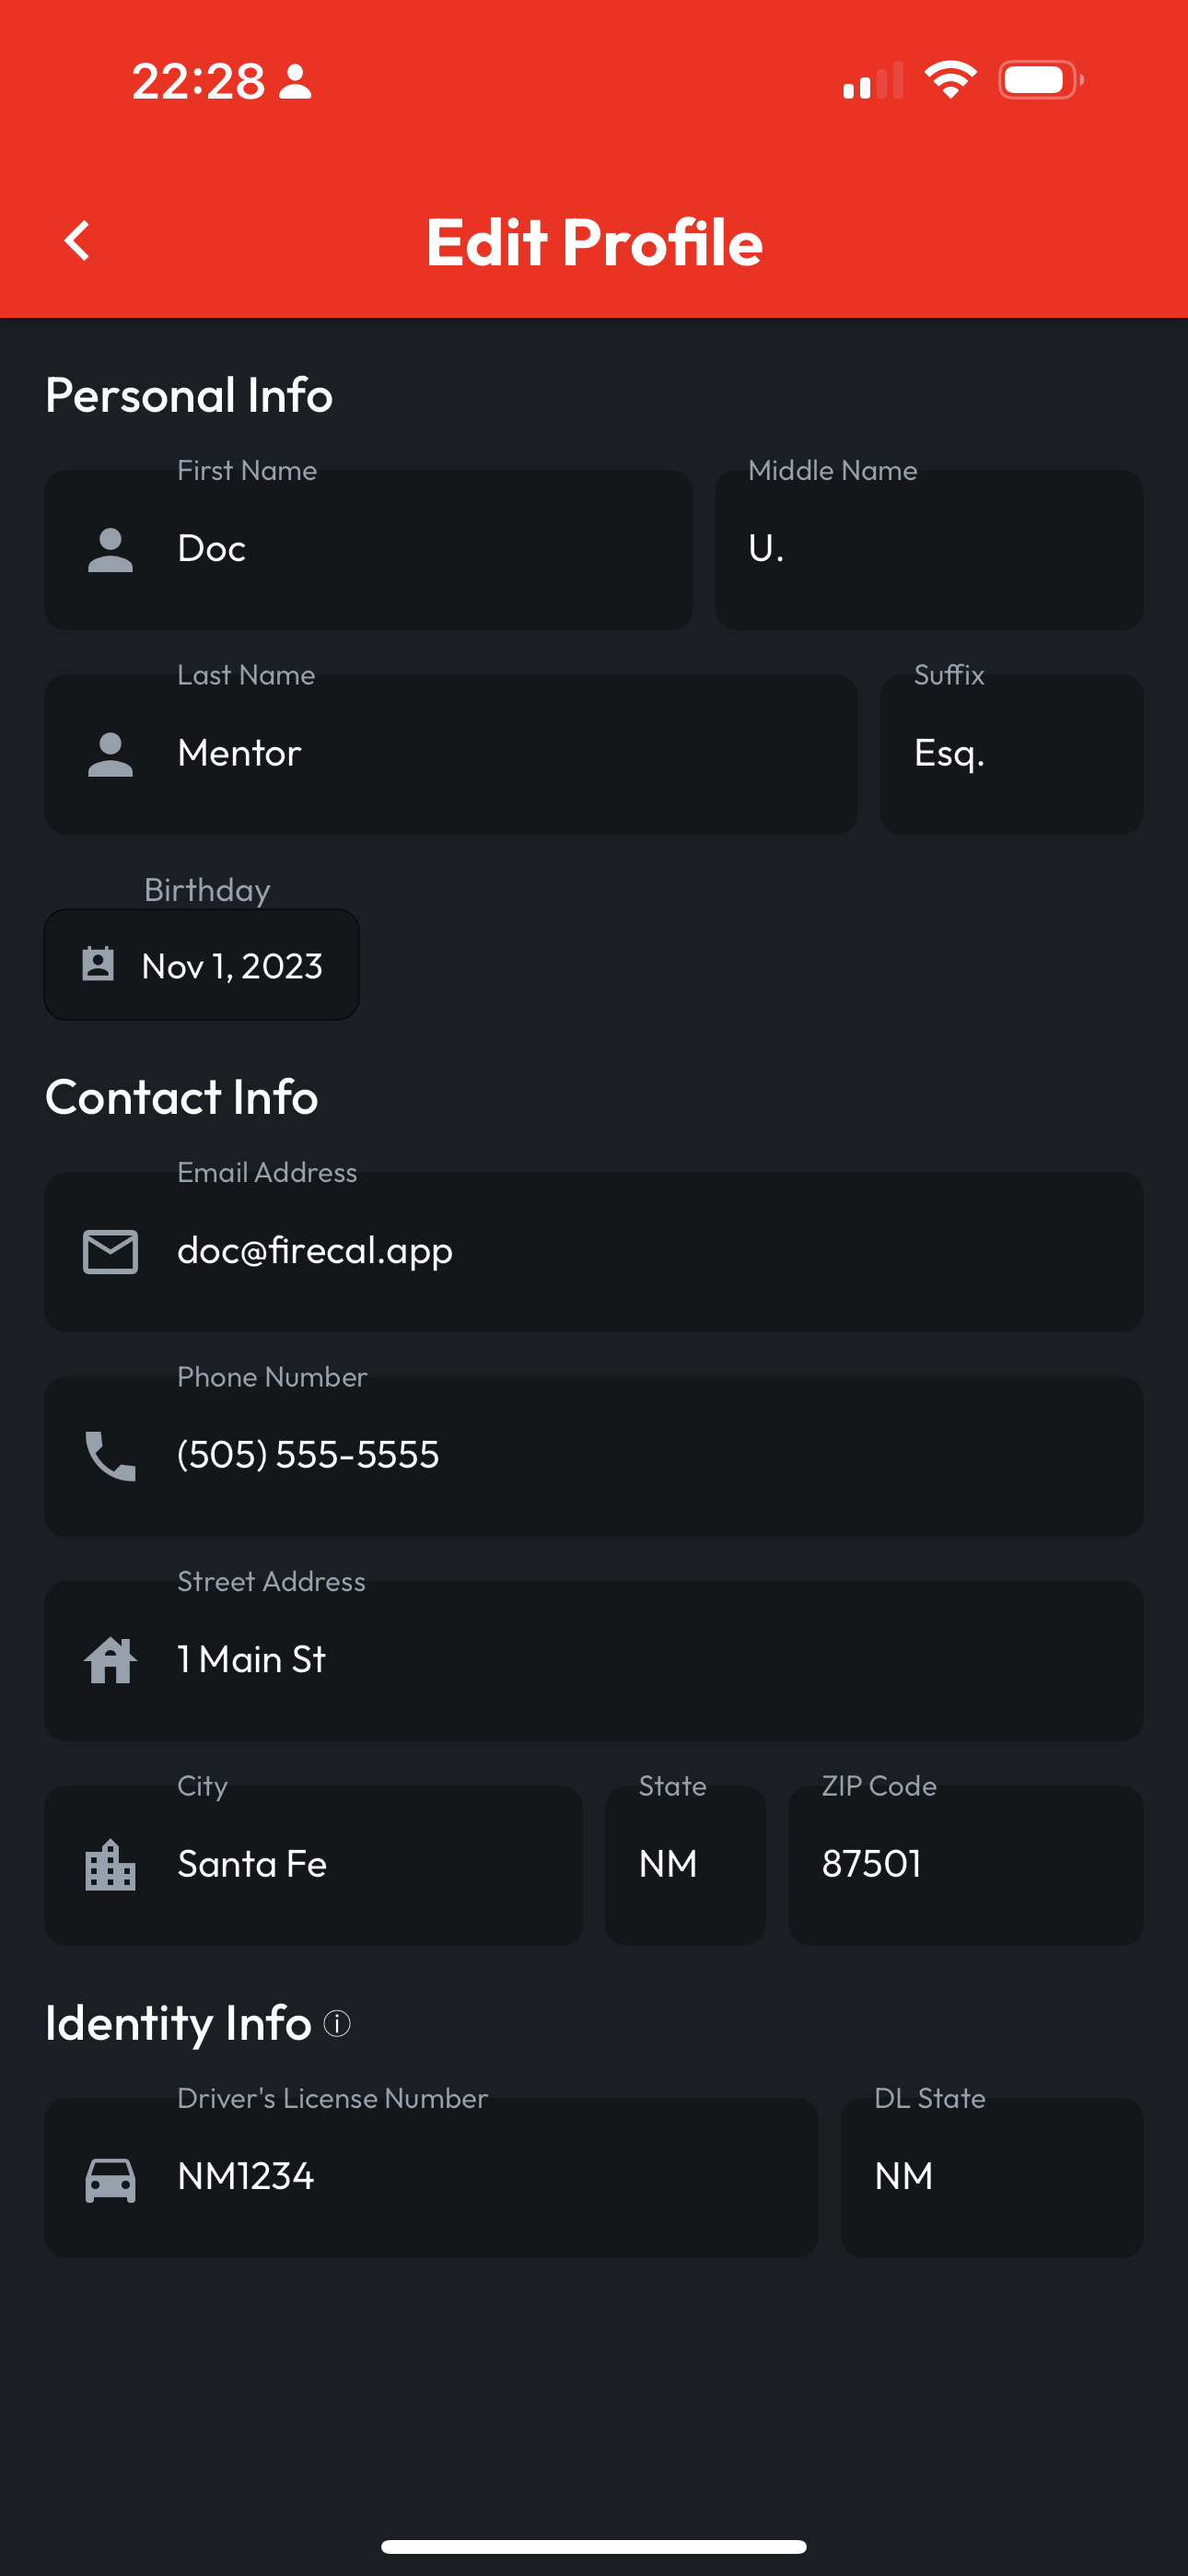 22:28
Edit Profile
Personal Info
First Name Middle Name
Doc U.
Last Name Suffix
Mentor Esq.
Birthday
Nov 1, 2023
Contact Info
Email Address
doc@firecal.app
Phone Number
(505) 555-5555
Street Address
1 Main St
City State ZIP Code
Santa Fe NM 87501
Identity Info ⓘ
Driver's License Number DL State
NM1234 NM